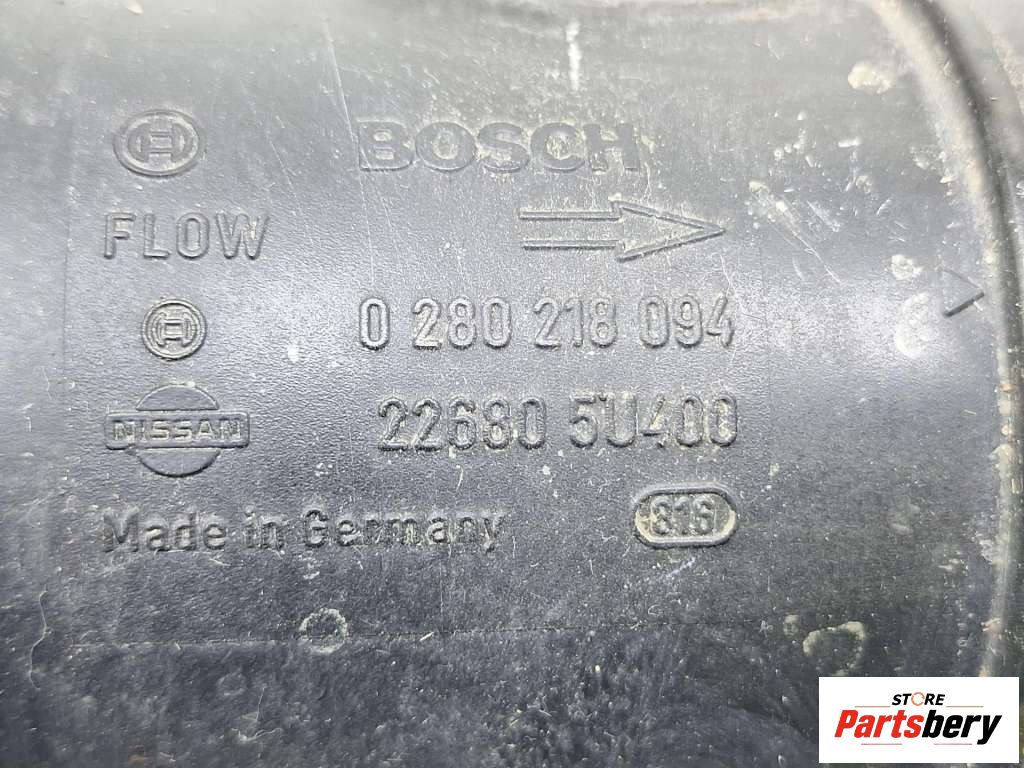 BOSCH
FLOW
0 280 218 094
NISSAN 22680 5U400
Made in Germany 816
STORE
Partsbery